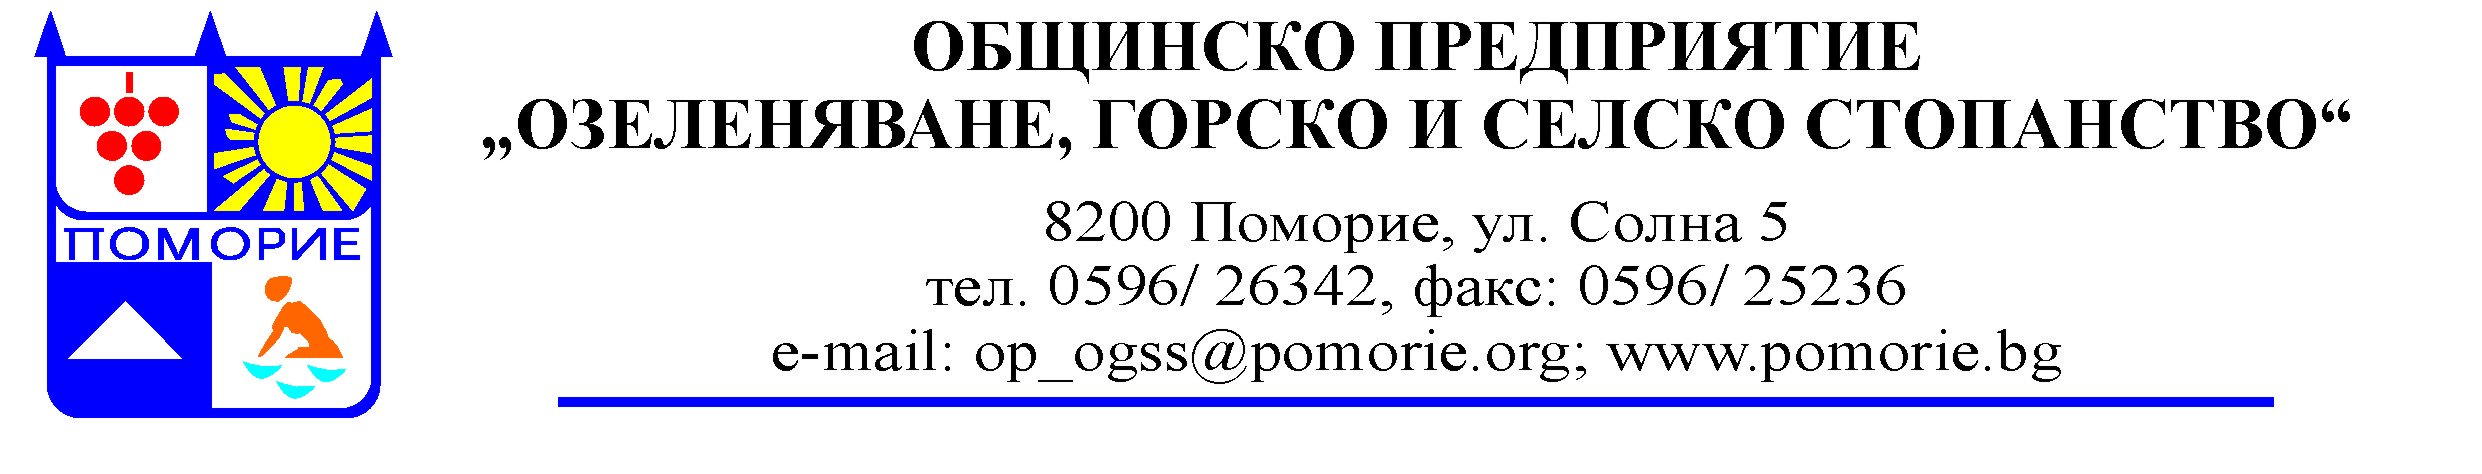 ОБЩИНСКО ПРЕДПРИЯТИЕ
„ОЗЕЛЕНЯВАНЕ, ГОРСКО И СЕЛСКО СТОПАНСТВО“
8200 Поморие, ул. Солна 5
тел. 0596/ 26342, факс: 0596/ 25236
e-mail: op_ogss@pomorie.org; www.pomorie.bg
ПОМОРИЕ